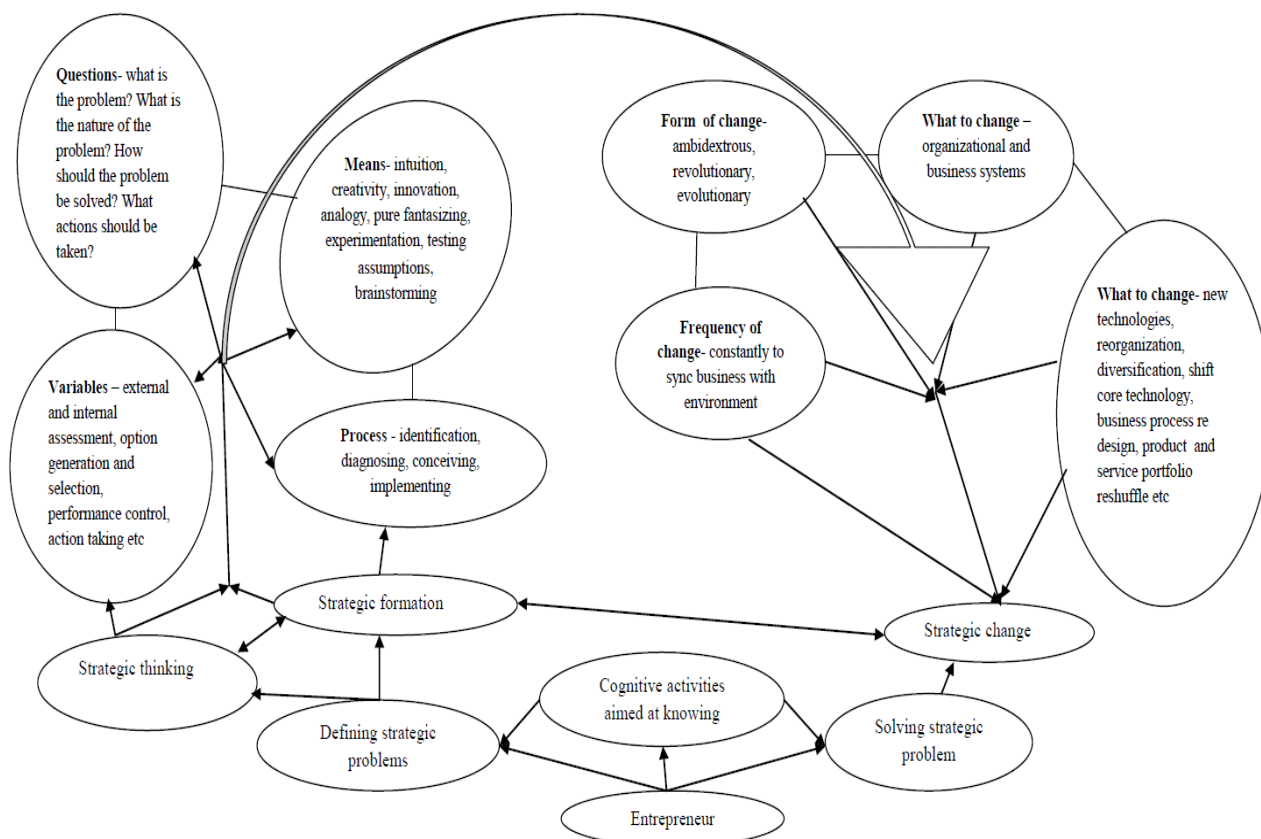 Questions- what is
the problem? What is
the nature of the
problem? How
should the problem
be solved? What
actions should be
taken?
Means- intuition,
creativity, innovation,
analogy, pure fantasizing,
experimentation, testing
assumptions,
brainstorming
Form of change-
ambidextrous,
revolutionary,
evolutionary
What to change –
organizational and
business systems
Variables – external
and internal
assessment, option
generation and
selection,
performance control,
action taking etc
Process - identification,
diagnosing, conceiving,
implementing
Frequency of
change- constantly to
sync business with
environment
What to change- new
technologies,
reorganization,
diversification, shift
core technology,
business process re
design, product and
service portfolio
reshuffle etc
Strategic formation
Strategic change
Strategic thinking
Cognitive activities
aimed at knowing
Defining strategic
problems
Solving strategic
problem
Entrepreneur